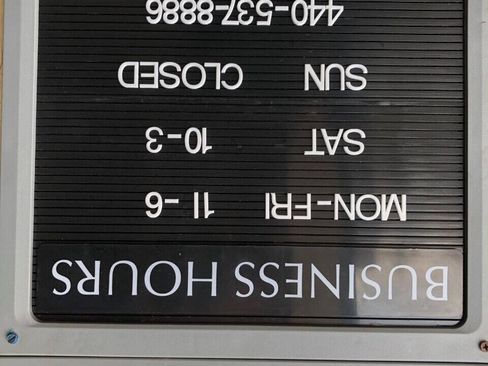 BUSINESS HOURS
MON-FRI 11-6
SAT 10-3
SUN CLOSED
440-537-8886